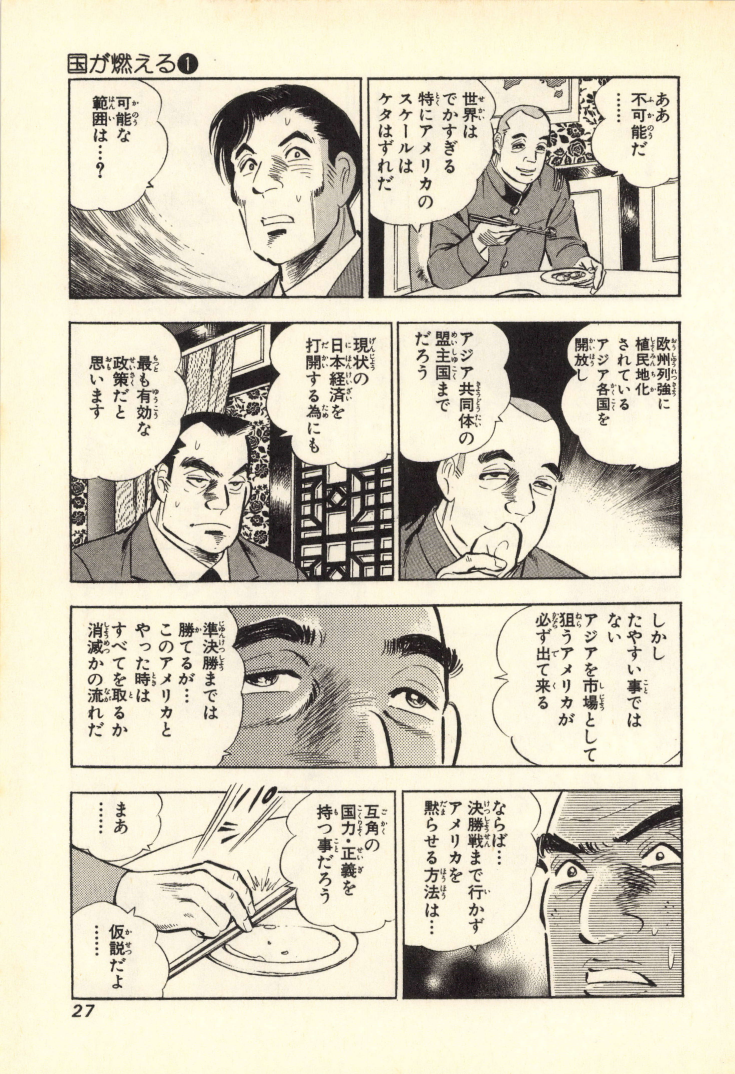 国が燃える❶
ああ
不可能だ
……
世界は
でかすぎる
特にアメリカの
スケールは
ケタはずれだ
可能な
範囲は…?
欧州列強に
植民地化
されている
アジア各国を
開放し
アジア共同体の
盟主国まで
だろう
現状の
日本経済を
打開する為にも
最も有効な
政策だと
思います
しかし
たやすい事では
ない
アジアを市場として
狙うアメリカが
必ず出て来る
準決勝までは
勝てるが…
このアメリカと
やった時は
すべてを取るか
消滅かの流れだ
ならば…
決勝戦まで行かず
アメリカを
黙らせる方法は…
互角の
国力・正義を
持つ事だろう
まあ
……
仮説だよ
……
27